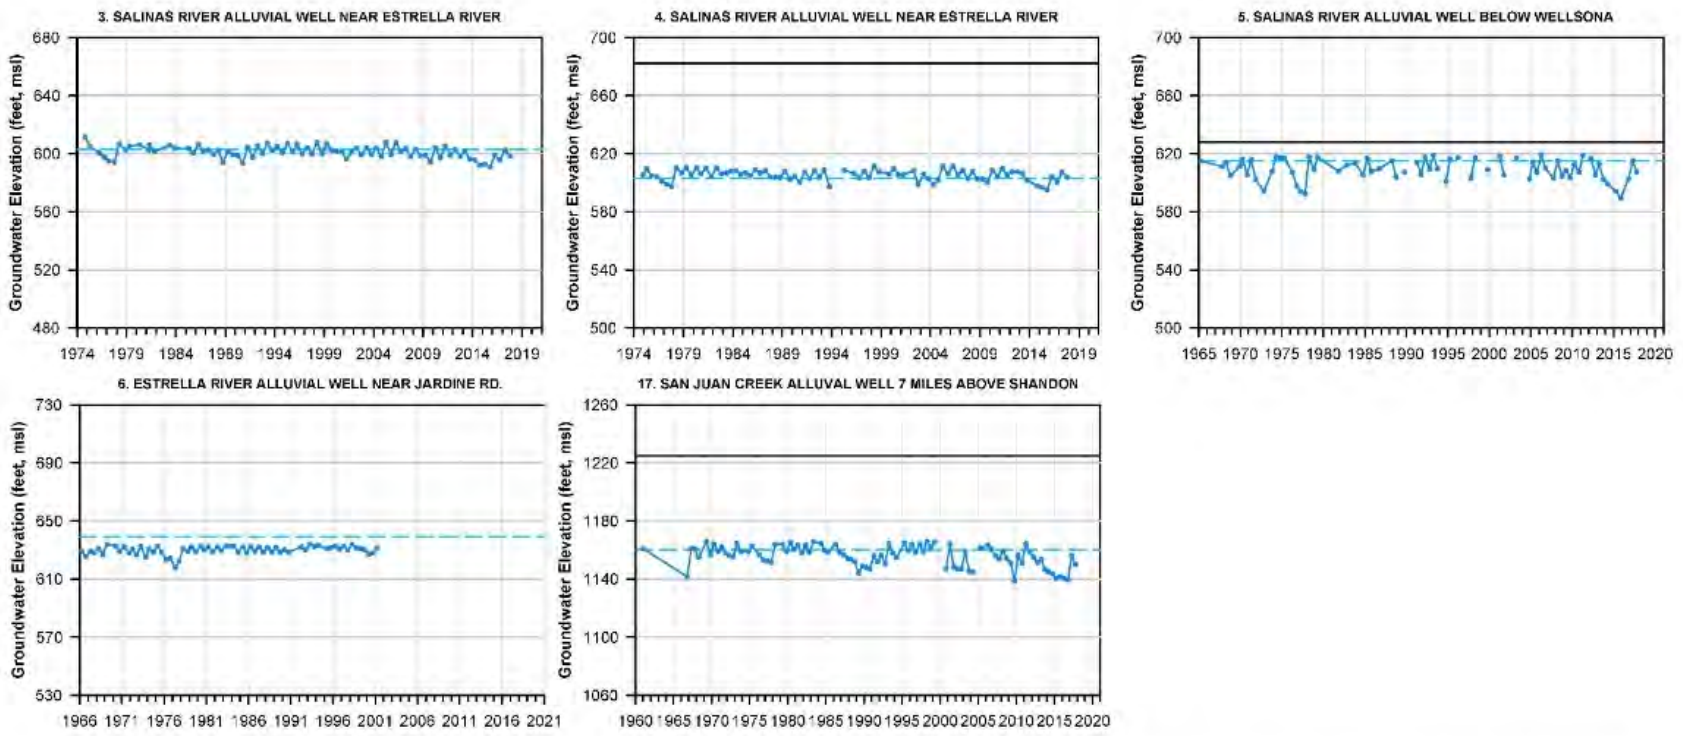 3. SALINAS RIVER ALLUVIAL WELL NEAR ESTRELLA RIVER
Groundwater Elevation (feet, msl)
680
640
600
560
520
480
1974 1979 1984 1989 1994 1999 2004 2009 2014 2019
4. SALINAS RIVER ALLUVIAL WELL NEAR ESTRELLA RIVER
Groundwater Elevation (feet, msl)
700
660
620
580
540
500
1974 1979 1984 1989 1994 1999 2004 2009 2014 2019
5. SALINAS RIVER ALLUVIAL WELL BELOW WELLSONA
Groundwater Elevation (feet, msl)
700
660
620
580
540
500
1965 1970 1975 1980 1985 1990 1995 2000 2005 2010 2015 2020
6. ESTRELLA RIVER ALLUVIAL WELL NEAR JARDINE RD.
Groundwater Elevation (feet, msl)
730
690
650
610
570
530
1966 1971 1976 1981 1986 1991 1996 2001 2006 2011 2016 2021
17. SAN JUAN CREEK ALLUVAL WELL 7 MILES ABOVE SHANDON
Groundwater Elevation (feet, msl)
1260
1220
1180
1140
1100
1060
1960 1965 1970 1975 1980 1985 1990 1995 2000 2005 2010 2015 2020